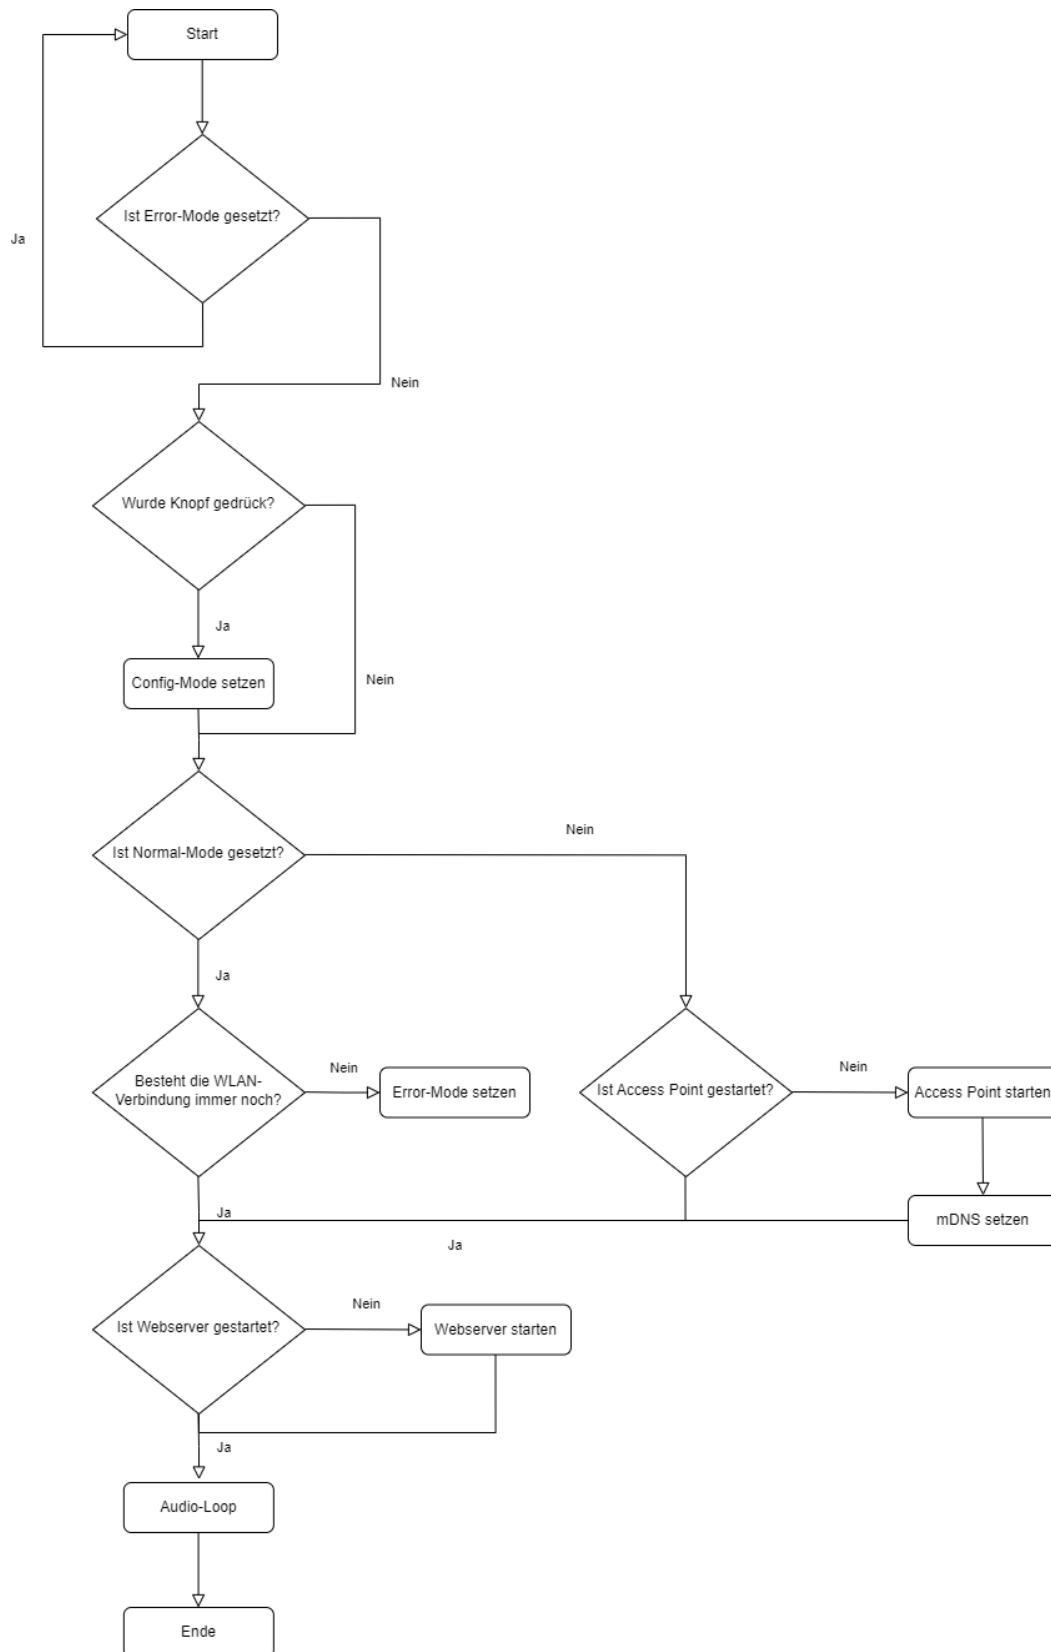 Start
Ist Error-Mode gesetzt?
Ja
Nein
Wurde Knopf gedrück?
Ja
Config-Mode setzen
Nein
Nein
Ist Normal-Mode gesetzt?
Ja
Besteht die WLAN-
Verbindung immer noch?
Nein
Error-Mode setzen
Ist Access Point gestartet?
Nein
Access Point starten
Ja
mDNS setzen
Ja
Ist Webserver gestartet?
Nein
Webserver starten
Ja
Audio-Loop
Ende